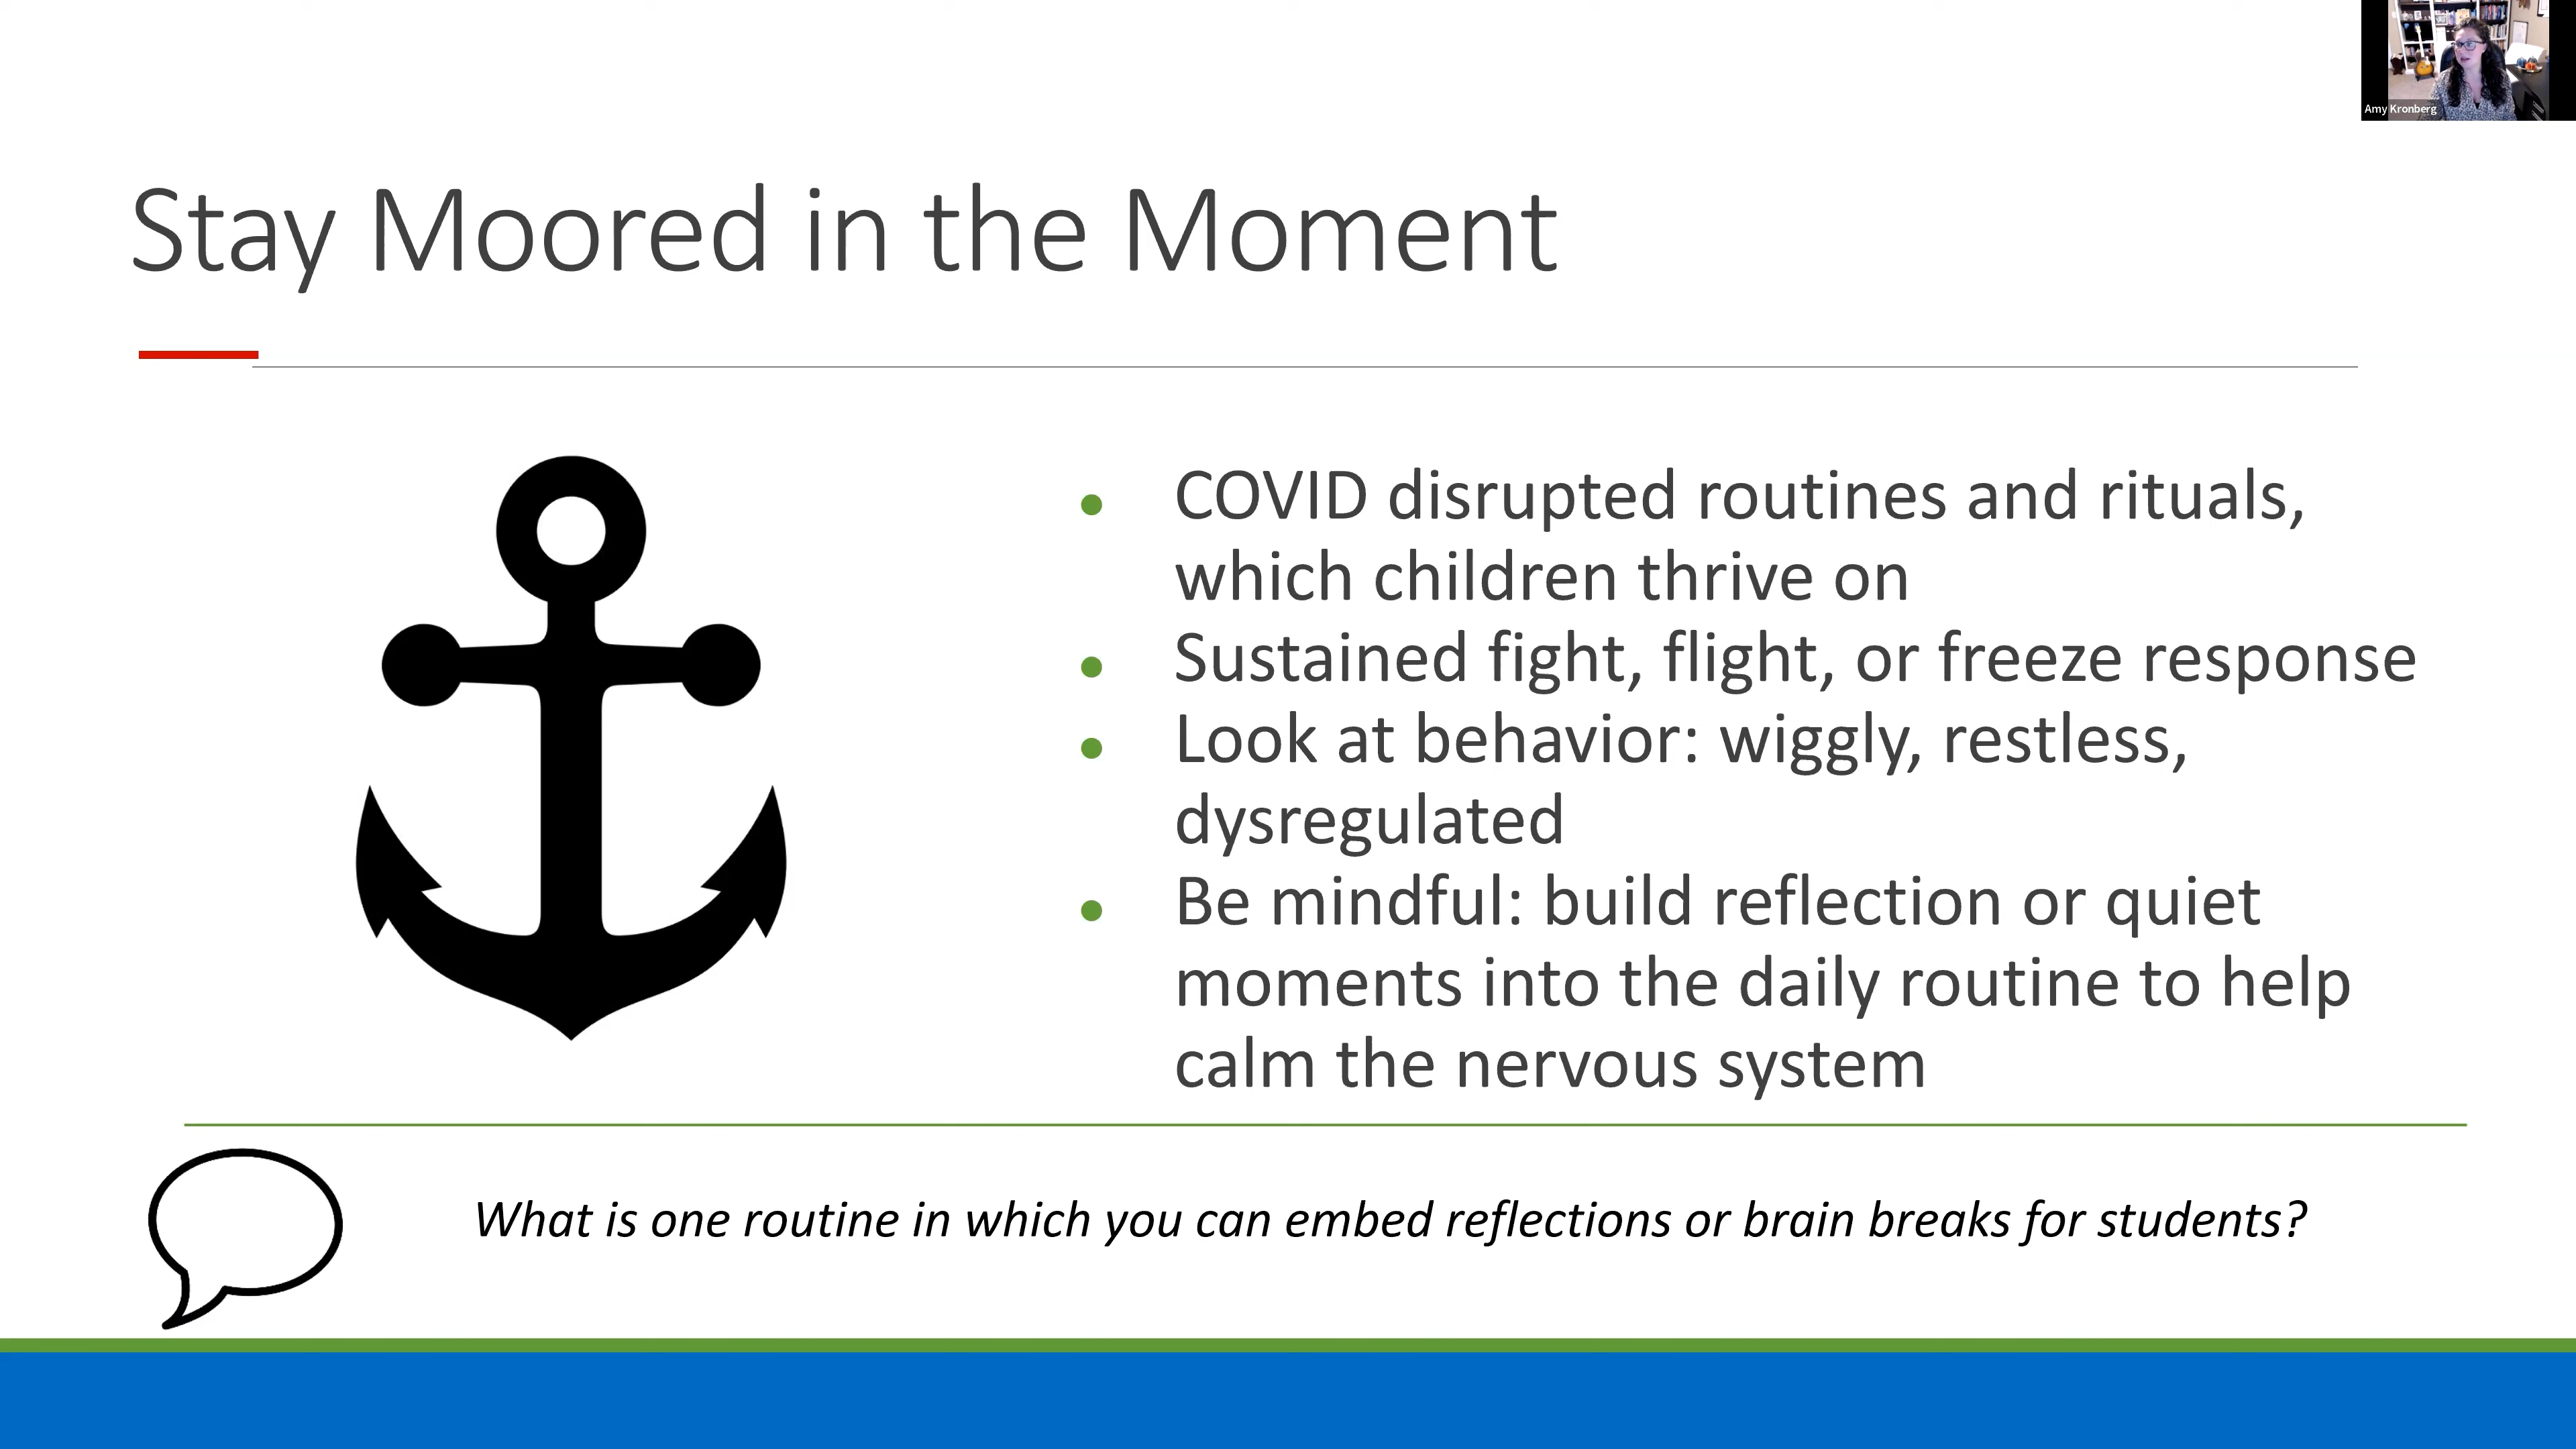 Amy Kronberg
Stay Moored in the Moment
COVID disrupted routines and rituals,
which children thrive on
Sustained fight, flight, or freeze response
Look at behavior: wiggly, restless,
dysregulated
Be mindful: build reflection or quiet
moments into the daily routine to help
calm the nervous system
What is one routine in which you can embed reflections or brain breaks for students?